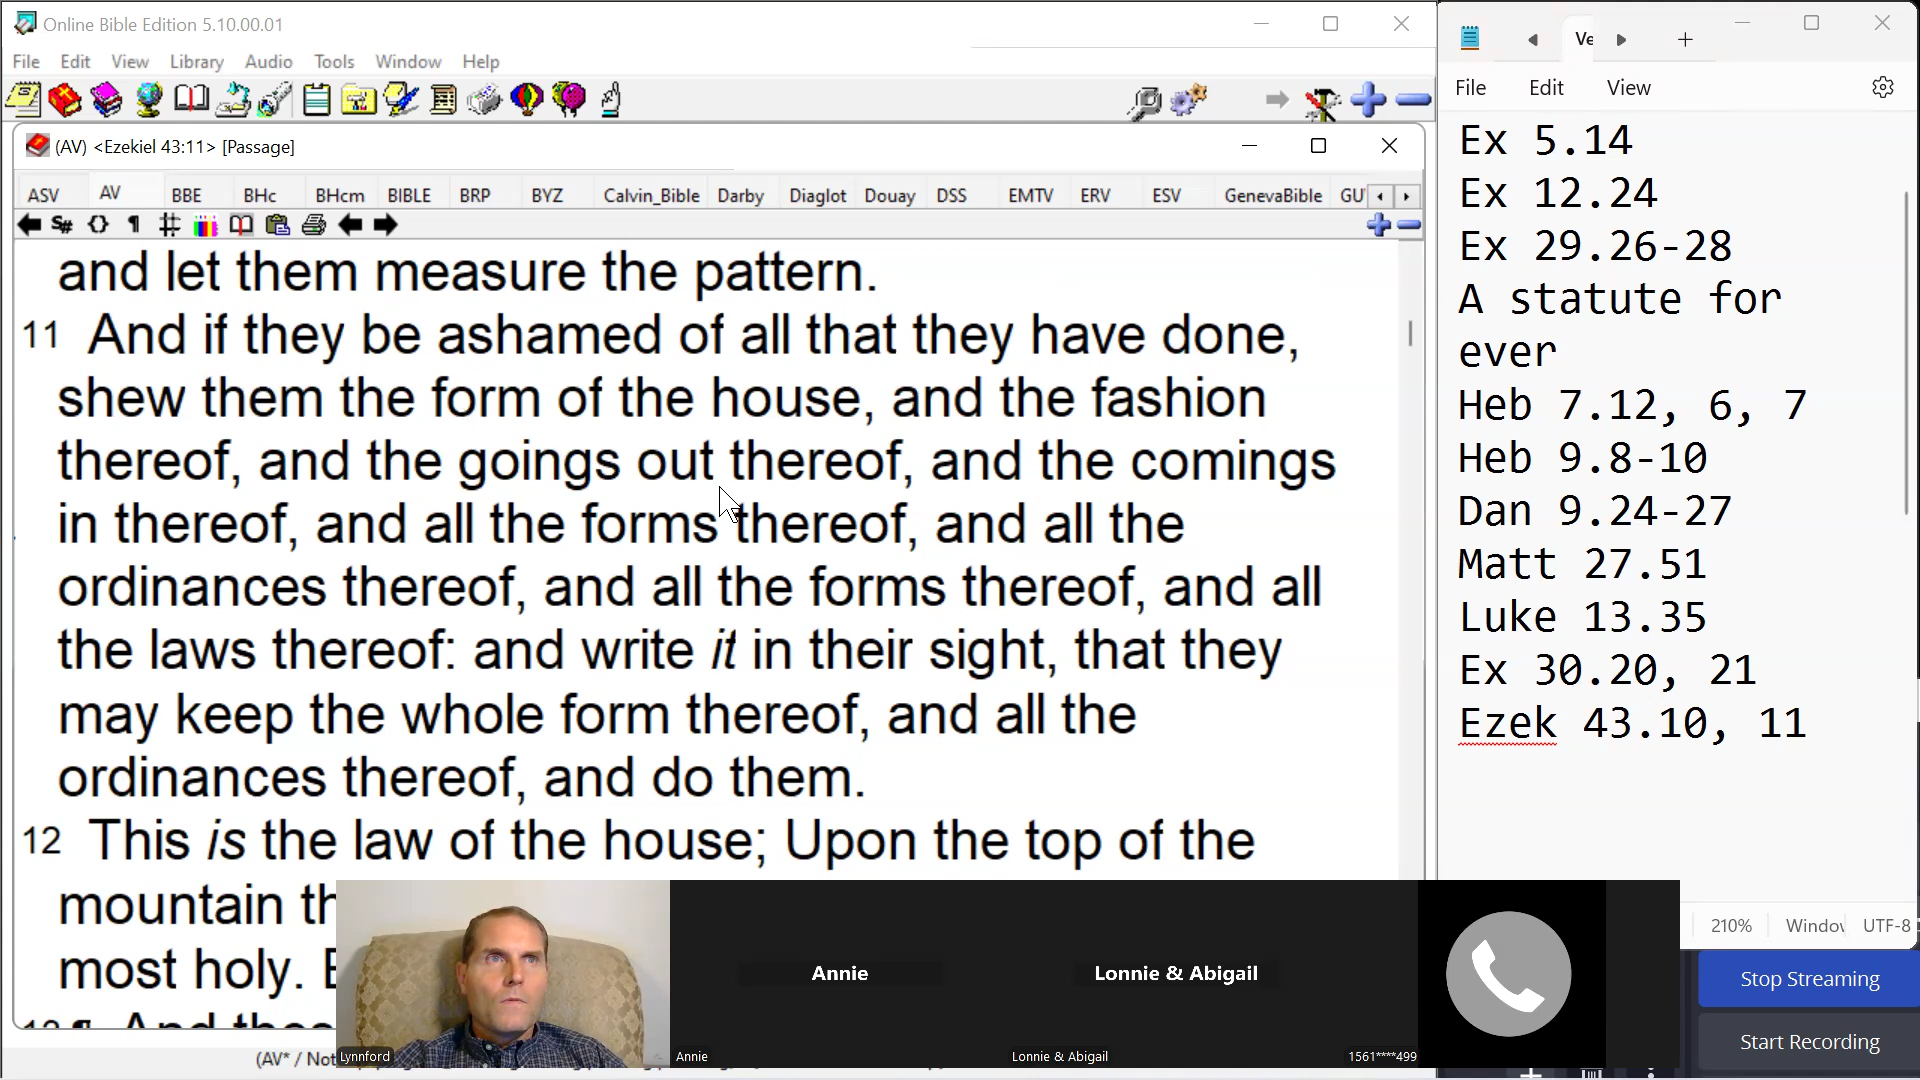 Online Bible Edition 5.10.00.01
File Edit View Library Audio Tools Window Help
(AV) <Ezekiel 43:11> [Passage]
ASV AV BBE BHc BHcm BIBLE BRP BYZ Calvin_Bible Darby Diaglot Douay DSS EMTV ERV ESV GenevaBible GU
and let them measure the pattern.
11 And if they be ashamed of all that they have done,
shew them the form of the house, and the fashion
thereof, and the goings out thereof, and the comings
in thereof, and all the forms thereof, and all the
ordinances thereof, and all the forms thereof, and all
the laws thereof: and write it in their sight, that they
may keep the whole form thereof, and all the
ordinances thereof, and do them.
12 This is the law of the house; Upon the top of the
mountain th
most holy. B
(AV* / Not
Ve
File Edit View
Ex 5.14
Ex 12.24
Ex 29.26-28
A statute for
ever
Heb 7.12, 6, 7
Heb 9.8-10
Dan 9.24-27
Matt 27.51
Luke 13.35
Ex 30.20, 21
Ezek 43.10, 11
210% Window UTF-8
Stop Streaming
Start Recording
Annie
Lonnie & Abigail
Lynnford
Annie
Lonnie & Abigail
1561****499